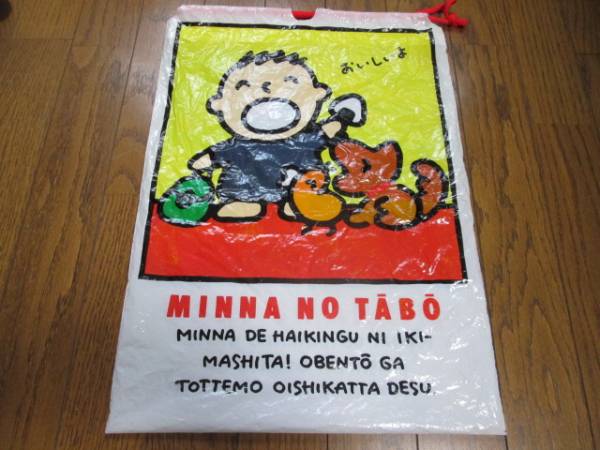 おいしいよ
MINNA NO TĀBŌ
MINNA DE HAIKINGU NI IKI-
MASHITA! OBENTŌ GA
TOTTEMO OISHIKATTA DESU.